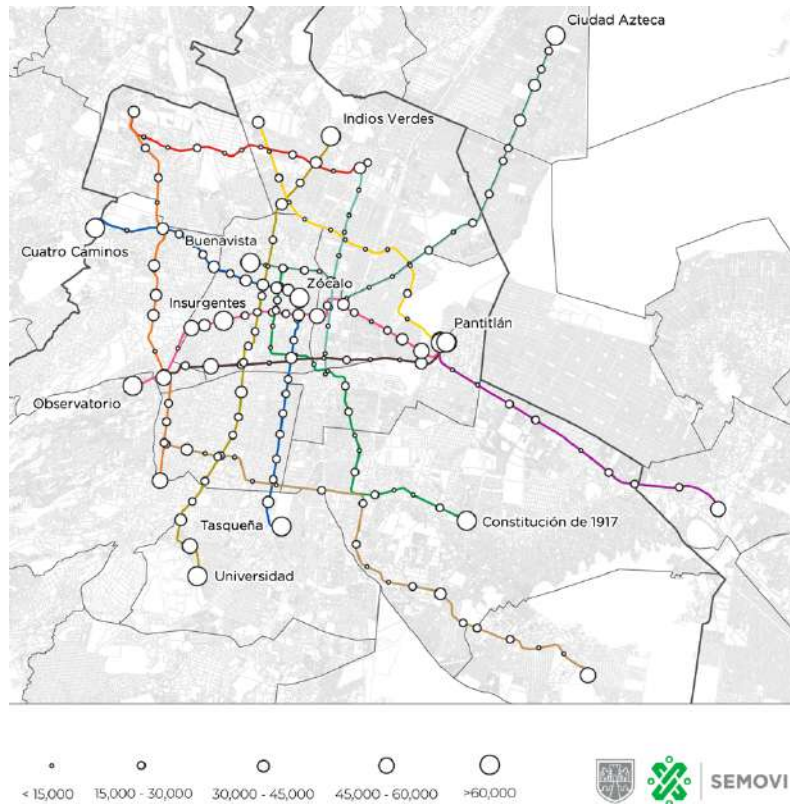 Ciudad Azteca
Indios Verdes
Cuatro Caminos
Buenavista
Zócalo
Insurgentes
Pantitlán
Observatorio
Tasqueña
Constitución de 1917
Universidad
<15,000
15,000 - 30,000
30,000 - 45,000
45,000 - 60,000
>60,000
SEMOVI